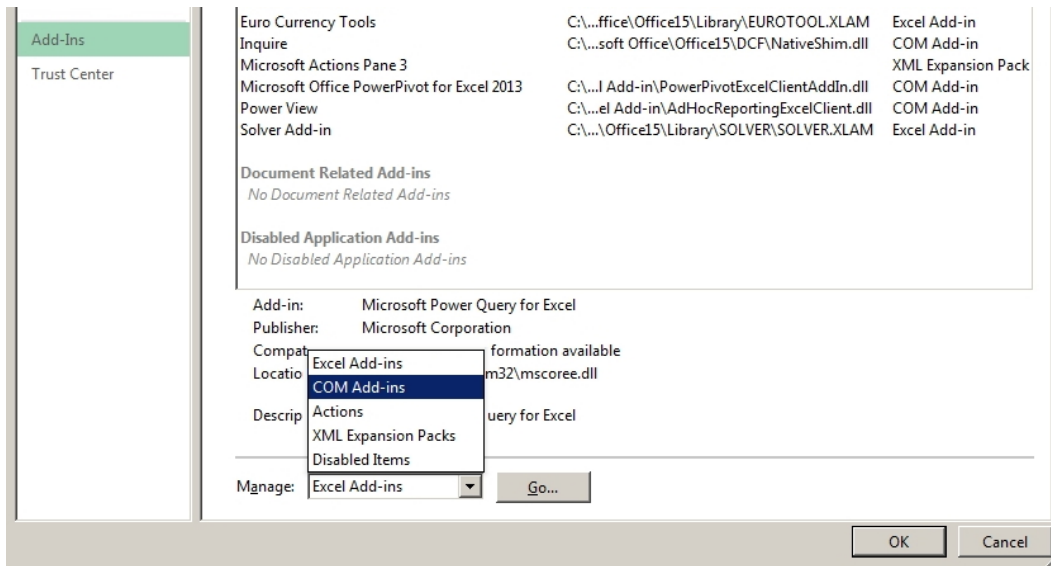 Add-Ins
Trust Center
Euro Currency Tools C:\...ffice\Office15\Library\EUROTOOL.XLAM Excel Add-in
Inquire C:\...soft Office\Office15\DCF\NativeShim.dll COM Add-in
Microsoft Actions Pane 3 XML Expansion Pack
Microsoft Office PowerPivot for Excel 2013 C:\...l Add-in\PowerPivotExcelClientAddIn.dll COM Add-in
Power View C:\...el Add-in\AdHocReportingExcelClient.dll COM Add-in
Solver Add-in C:\...\Office15\Library\SOLVER\SOLVER.XLAM Excel Add-in
Document Related Add-ins
No Document Related Add-ins
Disabled Application Add-ins
No Disabled Application Add-ins
Add-in: Microsoft Power Query for Excel
Publisher: Microsoft Corporation
Compat formation available
Locatio m32\mscoree.dll
Descrip uery for Excel
Excel Add-ins
COM Add-ins
Actions
XML Expansion Packs
Disabled Items
Manage: Excel Add-ins Go...
OK Cancel